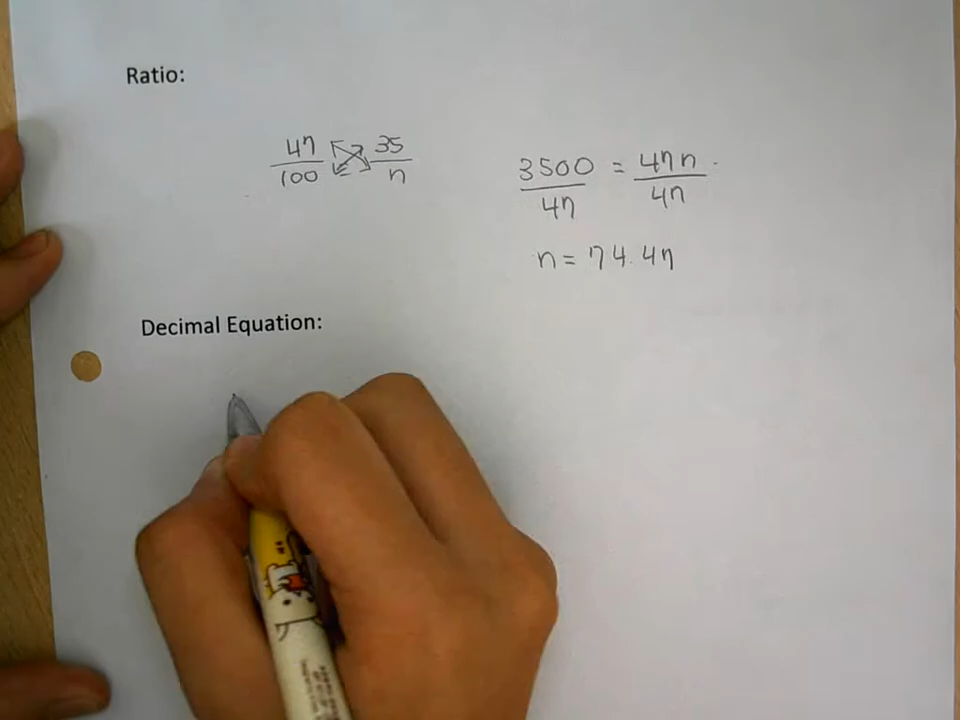 Ratio:
47/100 = 35/n
3500/47 = 47n/47
n = 74.47
Decimal Equation: